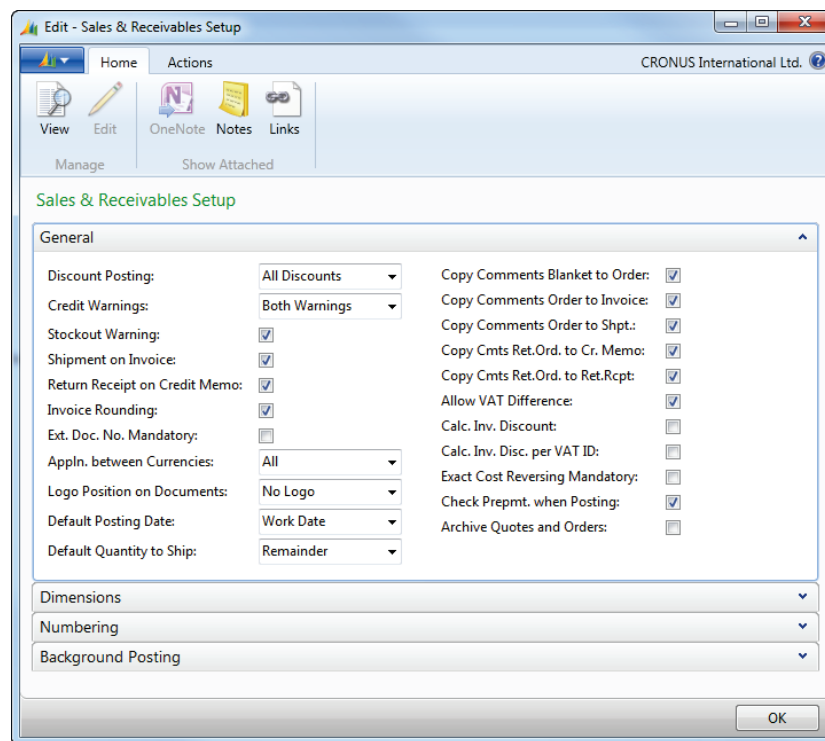 Edit - Sales & Receivables Setup
Home Actions CRONUS International Ltd.
View Edit OneNote Notes Links
Manage Show Attached
Sales & Receivables Setup
General
Discount Posting: All Discounts
Credit Warnings: Both Warnings
Stockout Warning:
Shipment on Invoice:
Return Receipt on Credit Memo:
Invoice Rounding:
Ext. Doc. No. Mandatory:
Appln. between Currencies: All
Logo Position on Documents: No Logo
Default Posting Date: Work Date
Default Quantity to Ship: Remainder
Copy Comments Blanket to Order:
Copy Comments Order to Invoice:
Copy Comments Order to Shpt.:
Copy Cmts Ret.Ord. to Cr. Memo:
Copy Cmts Ret.Ord. to Ret.Rcpt:
Allow VAT Difference:
Calc. Inv. Discount:
Calc. Inv. Disc. per VAT ID:
Exact Cost Reversing Mandatory:
Check Prepmt. when Posting:
Archive Quotes and Orders:
Dimensions
Numbering
Background Posting
OK